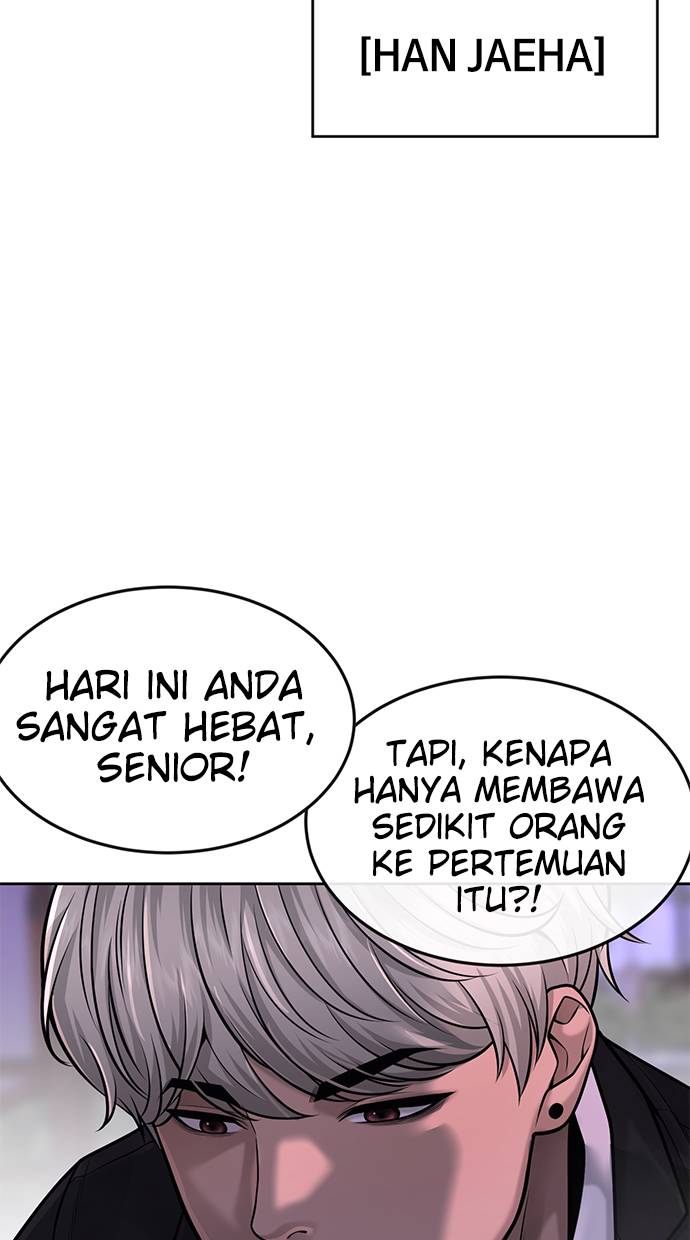 [HAN JAEHA]
HARI INI ANDA
SANGAT HEBAT,
SENIOR!
TAPI, KENAPA
HANYA MEMBAWA
SEDIKIT ORANG
KE PERTEMUAN
ITU?!